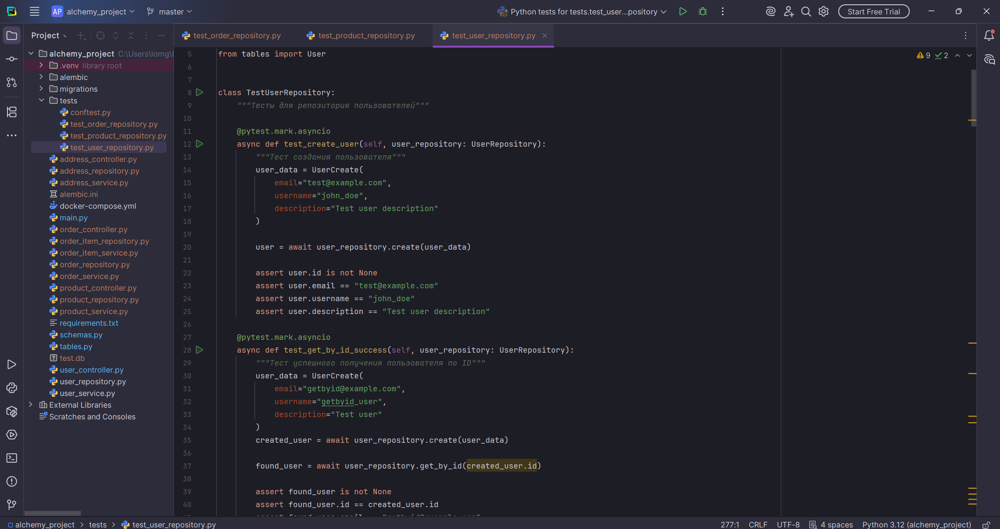 AP alchemy_project master Python tests for tests.test_user...pository Start Free Trial
Project
alchemy_project C:\Users\lomg\
.venv library root
alembic
migrations
tests
conftest.py
test_order_repository.py
test_product_repository.py
test_user_repository.py
address_controller.py
address_repository.py
address_service.py
alembic.ini
docker-compose.yml
main.py
order_controller.py
order_item_repository.py
order_item_service.py
order_repository.py
order_service.py
product_controller.py
product_repository.py
product_service.py
requirements.txt
schemas.py
tables.py
test.db
user_controller.py
user_repository.py
user_service.py
External Libraries
Scratches and Consoles
test_order_repository.py test_product_repository.py test_user_repository.py
9 2
5 from tables import User
6
7
8 class TestUserRepository:
9 """Тесты для репозитория пользователей"""
10
11 @pytest.mark.asyncio
12 async def test_create_user(self, user_repository: UserRepository):
13 """Тест создания пользователя"""
14 user_data = UserCreate(
15 email="test@example.com",
16 username="john_doe",
17 description="Test user description"
18 )
19
20 user = await user_repository.create(user_data)
21
22 assert user.id is not None
23 assert user.email == "test@example.com"
24 assert user.username == "john_doe"
25 assert user.description == "Test user description"
26
27 @pytest.mark.asyncio
28 async def test_get_by_id_success(self, user_repository: UserRepository):
29 """Тест успешного получения пользователя по ID"""
30 user_data = UserCreate(
31 email="getbyid@example.com",
32 username="getbyid_user",
33 description="Test user"
34 )
35 created_user = await user_repository.create(user_data)
36
37 found_user = await user_repository.get_by_id(created_user.id)
38
39 assert found_user is not None
40 assert found_user.id == created_user.id
alchemy_project > tests > test_user_repository.py
277:1 CRLF UTF-8 4 spaces Python 3.12 (alchemy_project)